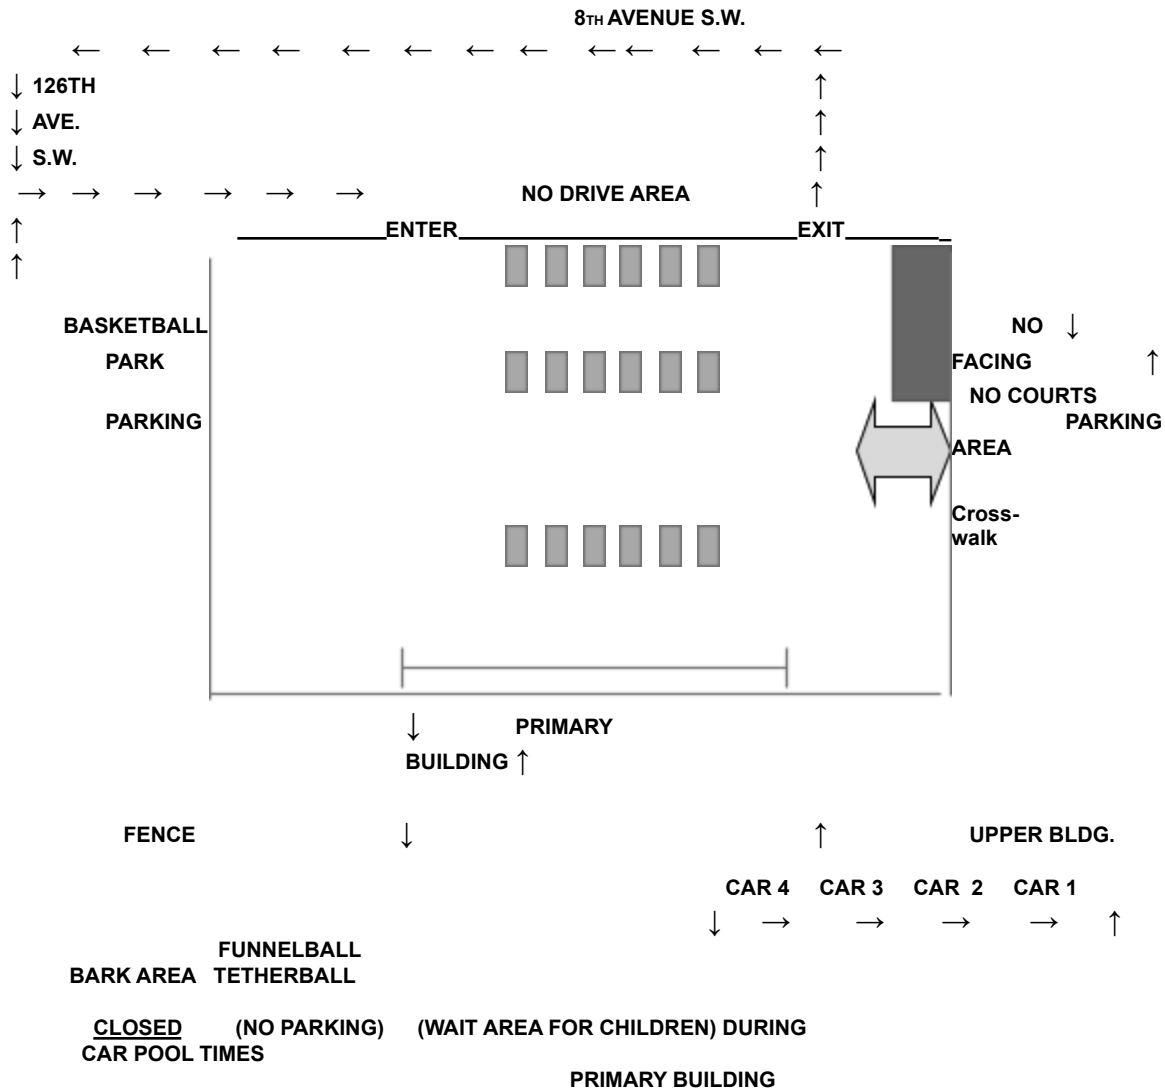 8TH AVENUE S.W.
← ← ← ← ← ← ← ← ← ← ← ←
↓ 126TH ↑
↓ AVE. ↑
↓ S.W. ↑
→ → → → → → NO DRIVE AREA ↑
↑ ENTER EXIT
↑
BASKETBALL NO ↓
PARK FACING ↑
NO COURTS
PARKING PARKING
AREA
Cross-
walk
↓ PRIMARY
BUILDING ↑
FENCE ↓ ↑ UPPER BLDG.
CAR 4 CAR 3 CAR 2 CAR 1
↓ → → → → ↑
FUNNELBALL
BARK AREA TETHERBALL
CLOSED (NO PARKING) (WAIT AREA FOR CHILDREN) DURING
CAR POOL TIMES
PRIMARY BUILDING